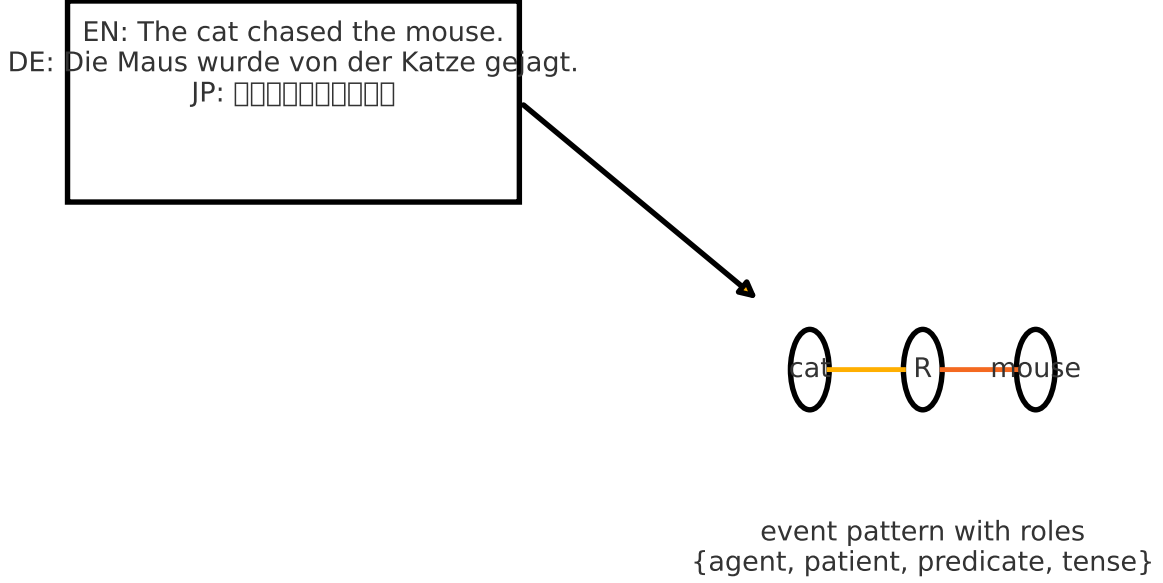 EN: The cat chased the mouse.
DE: Die Maus wurde von der Katze gejagt.
JP:
cat
R
mouse
event pattern with roles
{agent, patient, predicate, tense}